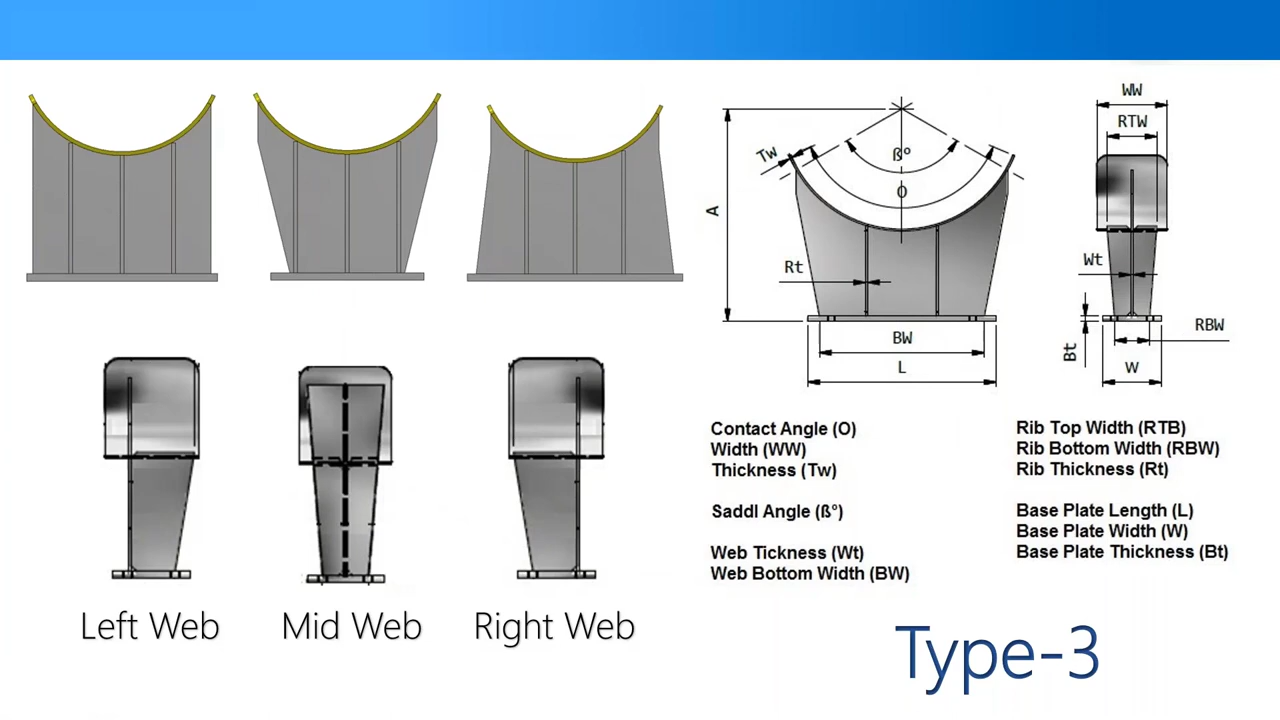 WW
RTW
Tw
ßº
O
A
Rt
Wt
RBW
BW
Bt
L
W
Contact Angle (O)
Width (WW)
Thickness (Tw)
Saddl Angle (ß°)
Web Tickness (Wt)
Web Bottom Width (BW)
Rib Top Width (RTB)
Rib Bottom Width (RBW)
Rib Thickness (Rt)
Base Plate Length (L)
Base Plate Width (W)
Base Plate Thickness (Bt)
Left Web
Mid Web
Right Web
Type-3